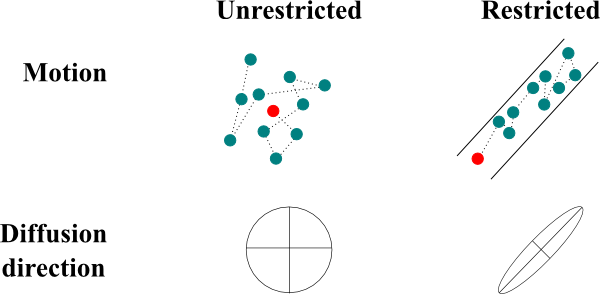 Unrestricted
Restricted
Motion
Diffusion
direction